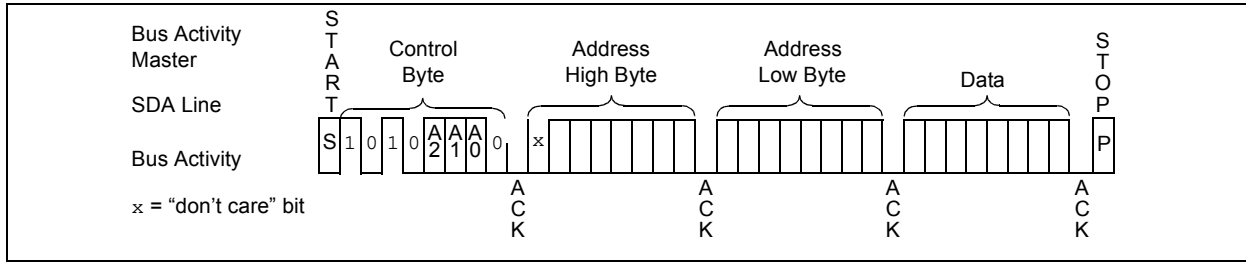 Bus Activity
Master
SDA Line
Bus Activity
x = “don’t care” bit
START
Control
Byte
Address
High Byte
Address
Low Byte
Data
STOP
S 1 0 1 0 A2 A1 A0 0 x P
ACK
ACK
ACK
ACK